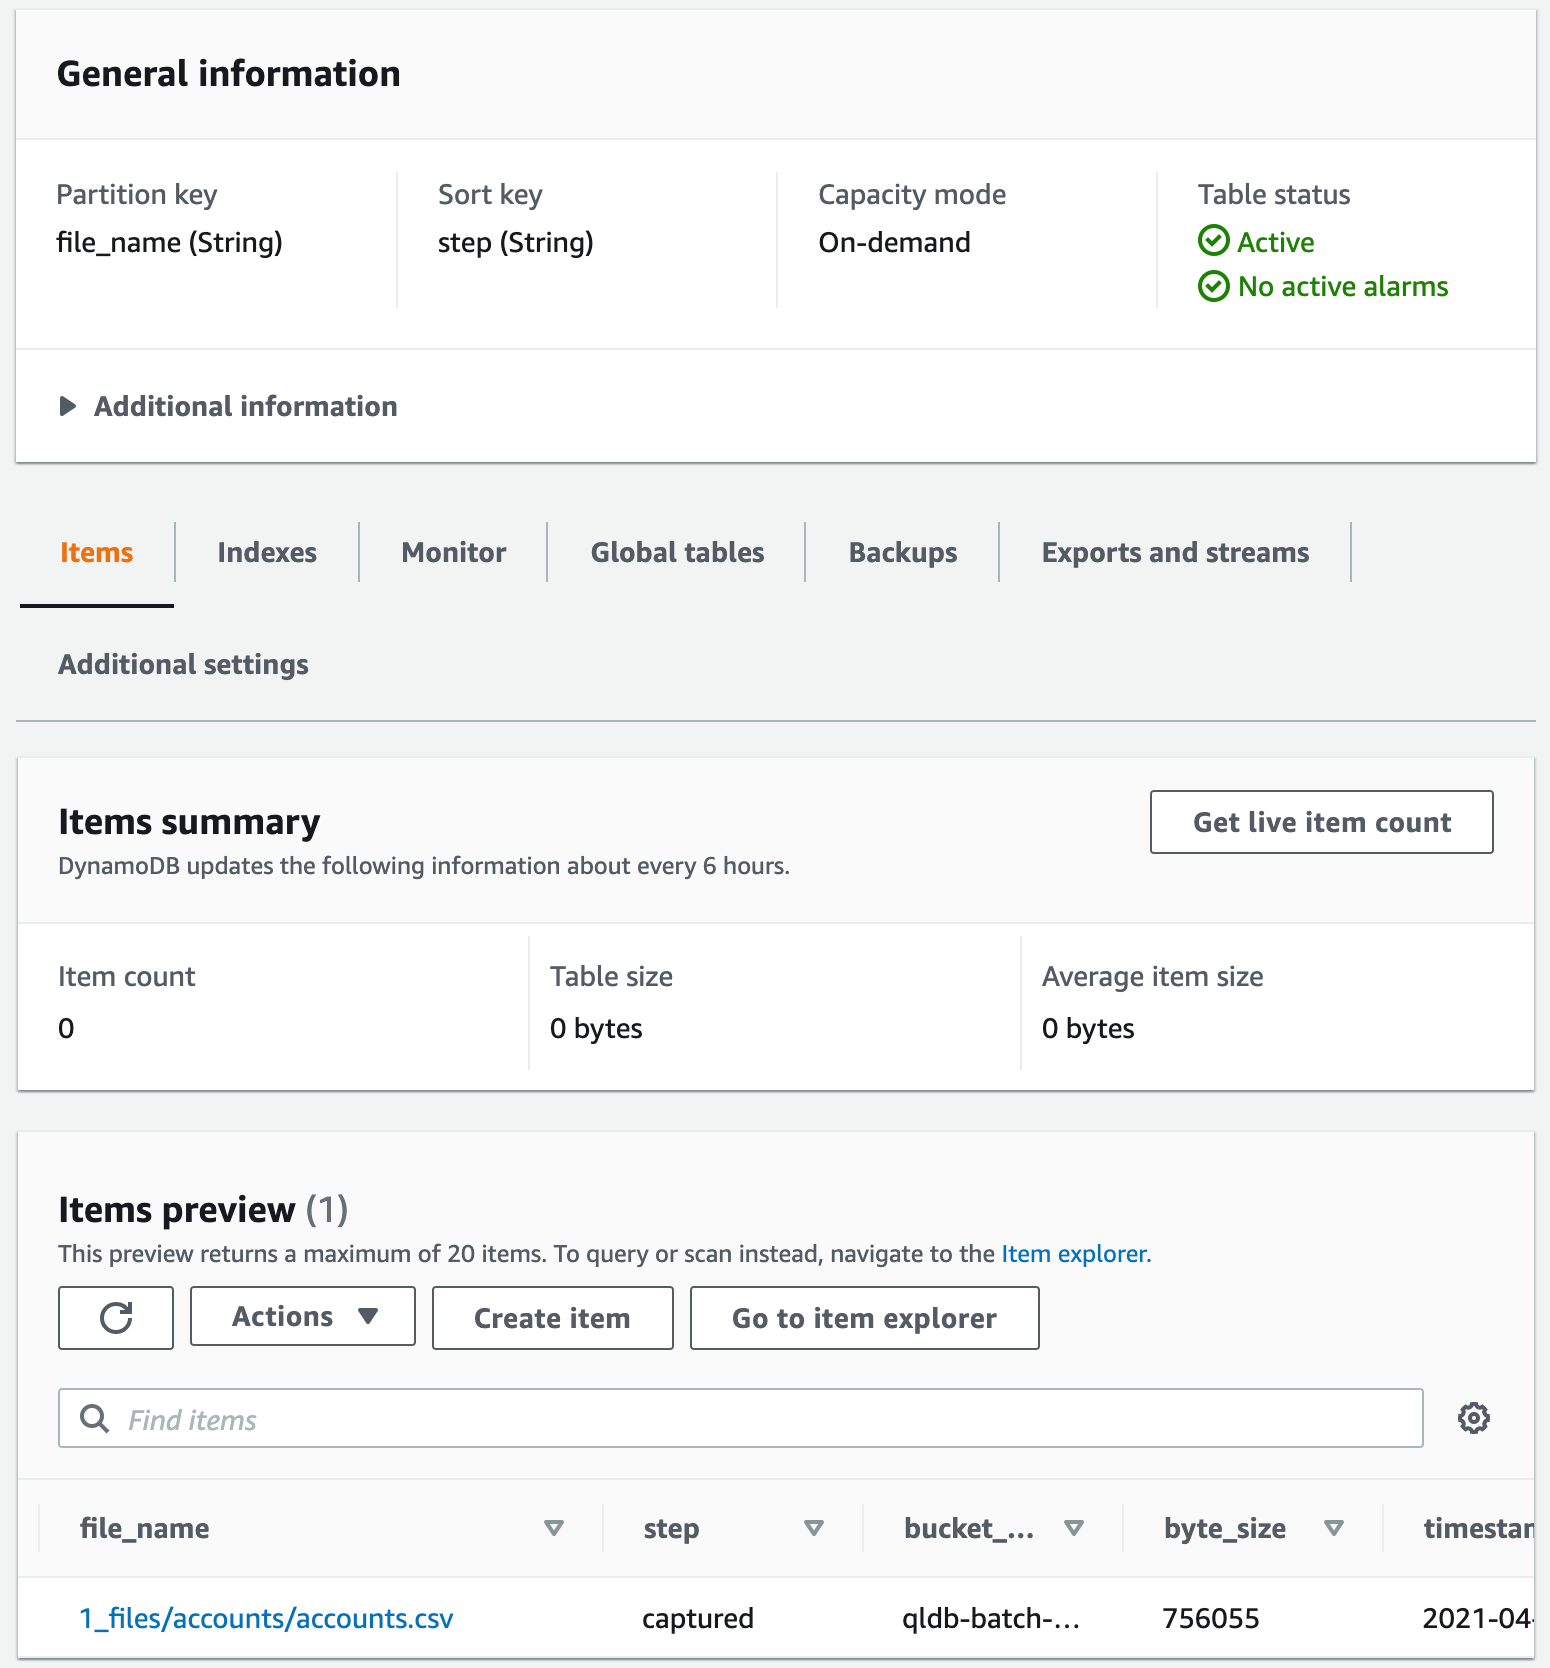 General information
Partition key
file_name (String)
Sort key
step (String)
Capacity mode
On-demand
Table status
Active
No active alarms
Additional information
Items
Indexes
Monitor
Global tables
Backups
Exports and streams
Additional settings
Items summary
Get live item count
DynamoDB updates the following information about every 6 hours.
Item count
0
Table size
0 bytes
Average item size
0 bytes
Items preview (1)
This preview returns a maximum of 20 items. To query or scan instead, navigate to the Item explorer.
Actions
Create item
Go to item explorer
Find items
file_name step bucket_... byte_size timestam
1_files/accounts/accounts.csv captured qldb-batch-... 756055 2021-04-